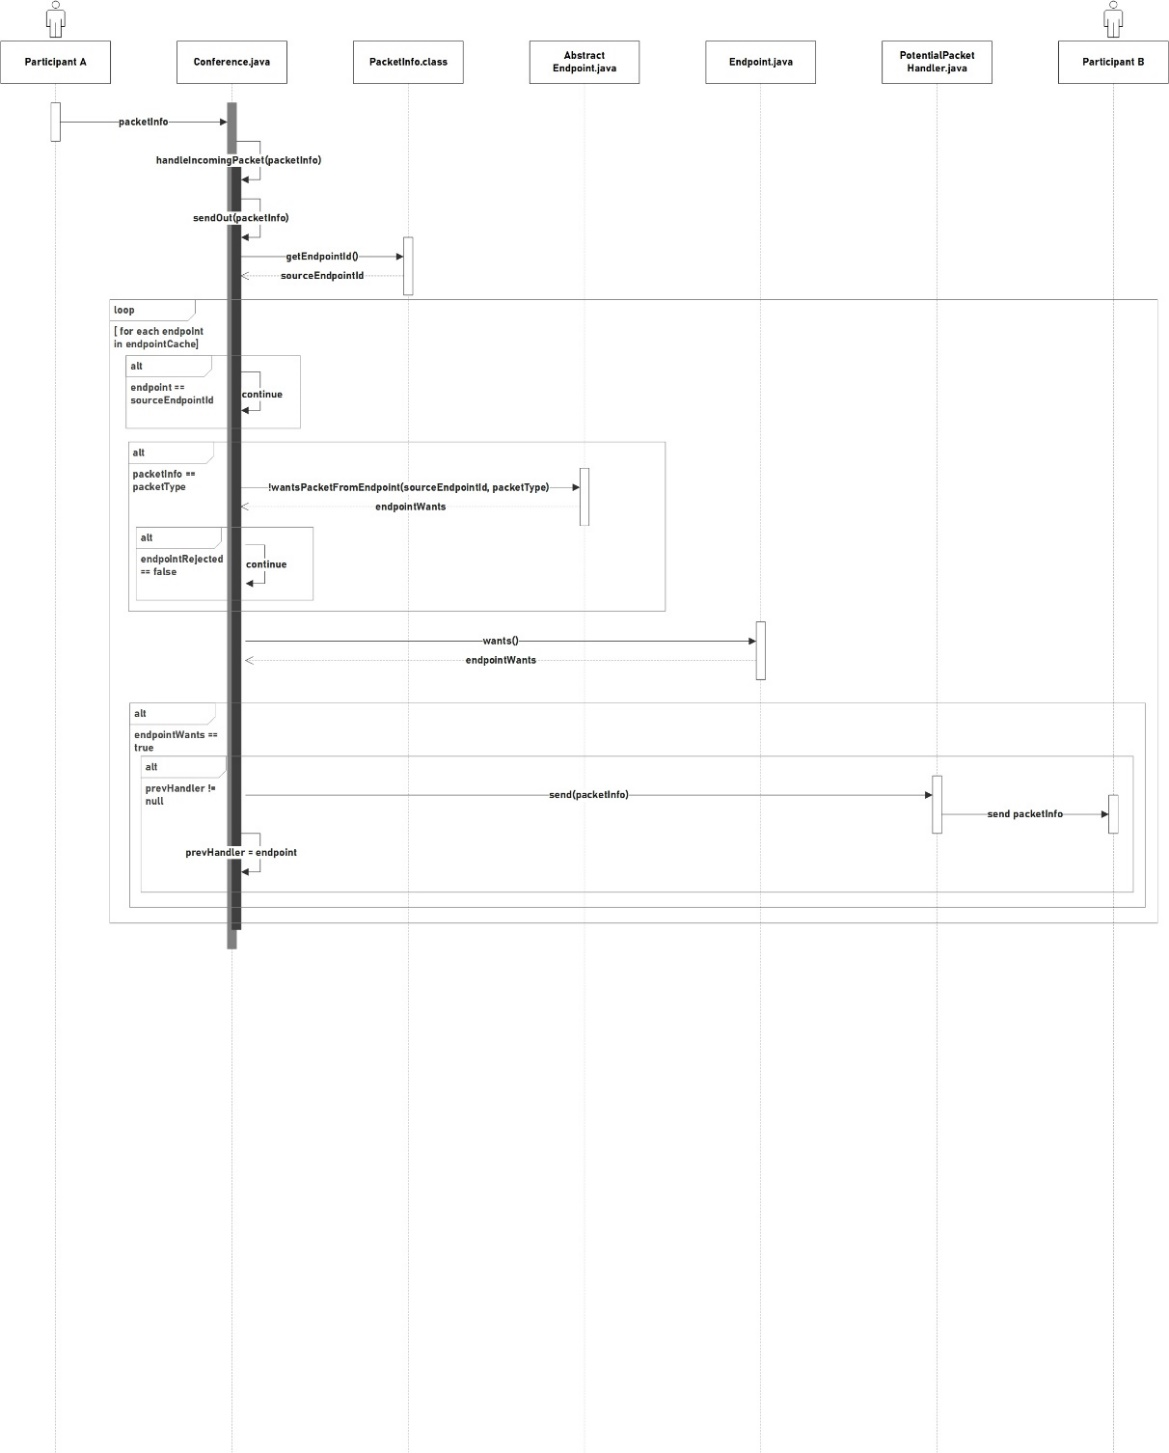 Participant A
Conference.java
PacketInfo.class
Abstract
Endpoint.java
Endpoint.java
PotentialPacket
Handler.java
Participant B
packetInfo
handleIncomingPacket(packetInfo)
sendOut(packetInfo)
getEndpointId()
sourceEndpointId
loop
[ for each endpoint
in endpointCache]
alt
endpoint ==
sourceEndpointId
continue
alt
packetInfo ==
packetType
!wantsPacketFromEndpoint(sourceEndpointId, packetType)
endpointWants
alt
endpointRejected
== false
continue
wants()
endpointWants
alt
endpointWants ==
true
alt
prevHandler !=
null
send(packetInfo)
send packetInfo
prevHandler = endpoint